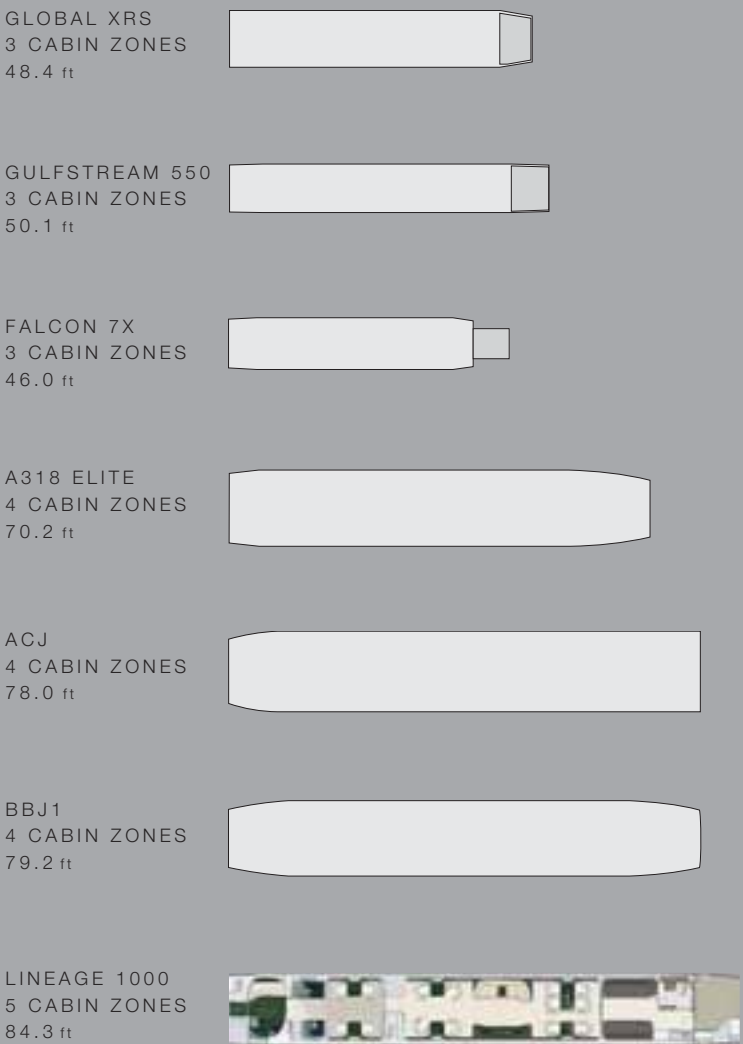 GLOBAL XRS
3 CABIN ZONES
48.4 ft
GULFSTREAM 550
3 CABIN ZONES
50.1 ft
FALCON 7X
3 CABIN ZONES
46.0 ft
A318 ELITE
4 CABIN ZONES
70.2 ft
ACJ
4 CABIN ZONES
78.0 ft
BBJ1
4 CABIN ZONES
79.2 ft
LINEAGE 1000
5 CABIN ZONES
84.3 ft